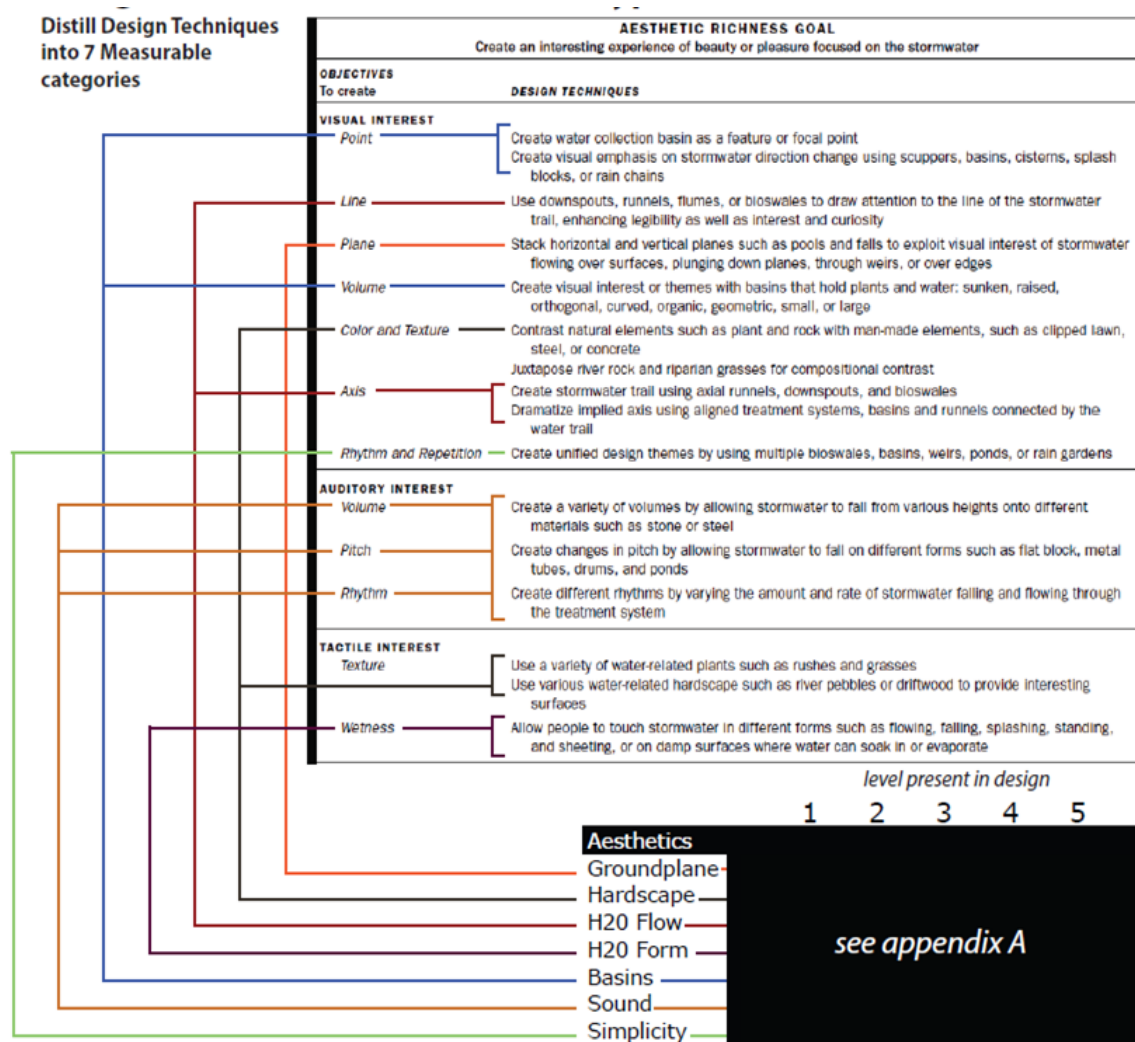 Distill Design Techniques
into 7 Measurable
categories
AESTHETIC RICHNESS GOAL
Create an interesting experience of beauty or pleasure focused on the stormwater
OBJECTIVES
To create DESIGN TECHNIQUES
VISUAL INTEREST
Point Create water collection basin as a feature or focal point
Create visual emphasis on stormwater direction change using scuppers, basins, cisterns, splash
blocks, or rain chains
Line Use downspouts, runnels, flumes, or bioswales to draw attention to the line of the stormwater
trail, enhancing legibility as well as interest and curiosity
Plane Stack horizontal and vertical planes such as pools and falls to exploit visual interest of stormwater
flowing over surfaces, plunging down planes, through weirs, or over edges
Volume Create visual interest or themes with basins that hold plants and water: sunken, raised,
orthogonal, curved, organic, geometric, small, or large
Color and Texture Contrast natural elements such as plant and rock with man-made elements, such as clipped lawn,
steel, or concrete
Juxtapose river rock and riparian grasses for compositional contrast
Axis Create stormwater trail using axial runnels, downspouts, and bioswales
Dramatize implied axis using aligned treatment systems, basins and runnels connected by the
water trail
Rhythm and Repetition Create unified design themes by using multiple bioswales, basins, weirs, ponds, or rain gardens
AUDITORY INTEREST
Volume Create a variety of volumes by allowing stormwater to fall from various heights onto different
materials such as stone or steel
Pitch Create changes in pitch by allowing stormwater to fall on different forms such as flat block, metal
tubes, drums, and ponds
Rhythm Create different rhythms by varying the amount and rate of stormwater falling and flowing through
the treatment system
TACTILE INTEREST
Texture Use a variety of water-related plants such as rushes and grasses
Use various water-related hardscape such as river pebbles or driftwood to provide interesting
surfaces
Wetness Allow people to touch stormwater in different forms such as flowing, falling, splashing, standing,
and sheeting, or on damp surfaces where water can soak in or evaporate
level present in design
1 2 3 4 5
Aesthetics
Groundplane
Hardscape
H20 Flow
H20 Form
Basins
Sound
Simplicity
see appendix A